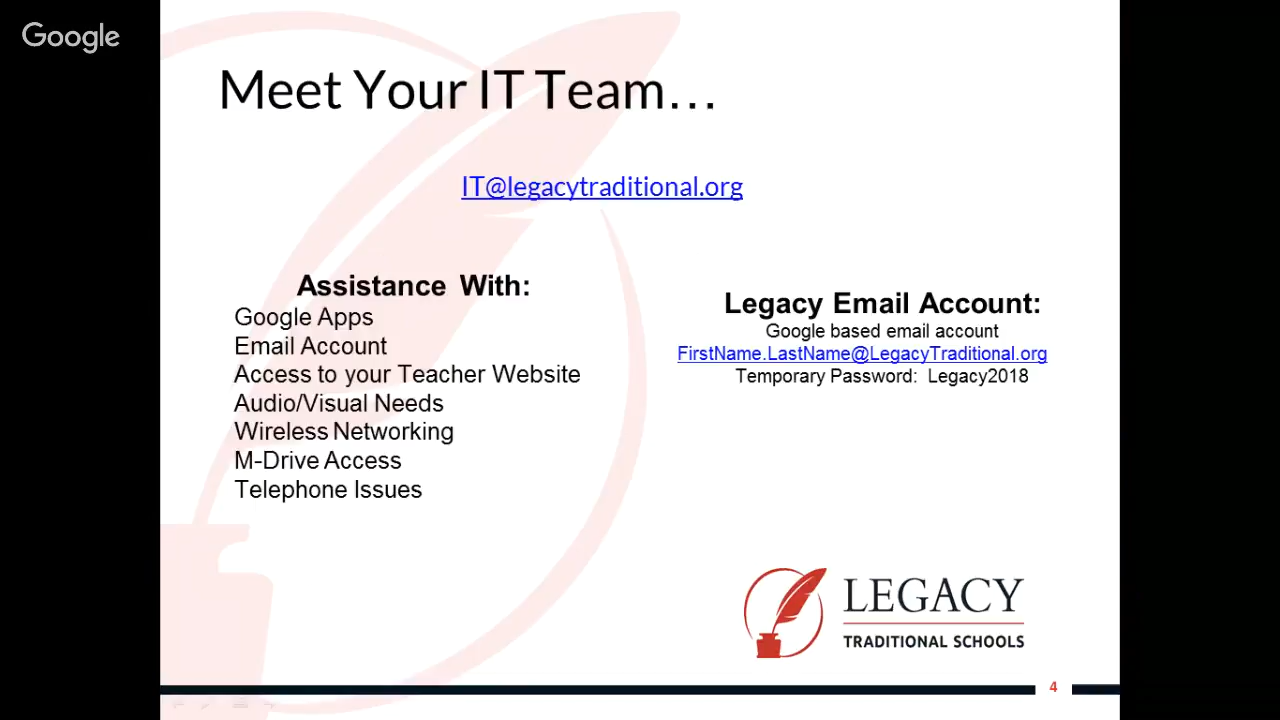 Google
Meet Your IT Team…
IT@legacytraditional.org
Assistance With:
Google Apps
Email Account
Access to your Teacher Website
Audio/Visual Needs
Wireless Networking
M-Drive Access
Telephone Issues
Legacy Email Account:
Google based email account
FirstName.LastName@LegacyTraditional.org
Temporary Password: Legacy2018
LEGACY
TRADITIONAL SCHOOLS
4